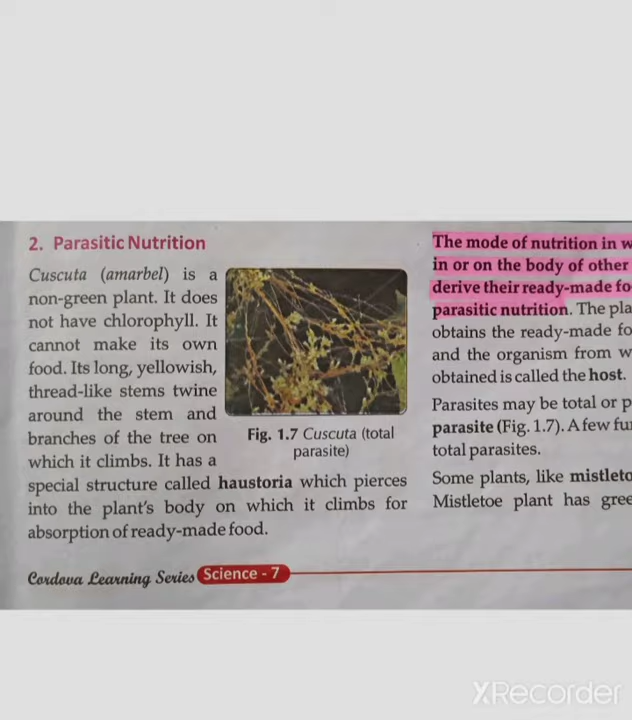 2. Parasitic Nutrition
Cuscuta (amarbel) is a
non-green plant. It does
not have chlorophyll. It
cannot make its own
food. Its long, yellowish,
thread-like stems twine
around the stem and
branches of the tree on
which it climbs. It has a
special structure called haustoria which pierces
into the plant's body on which it climbs for
absorption of ready-made food.
Fig. 1.7 Cuscuta (total
parasite)
Cordova Learning Series Science - 7
The mode of nutrition in
in or on the body of other
derive their ready-made
parasitic nutrition. The
obtains the ready-made
and the organism from
obtained is called the host.
Parasites may be total or
parasite (Fig. 1.7). A few
total parasites.
Some plants, like
Mistletoe plant has
XRecorder